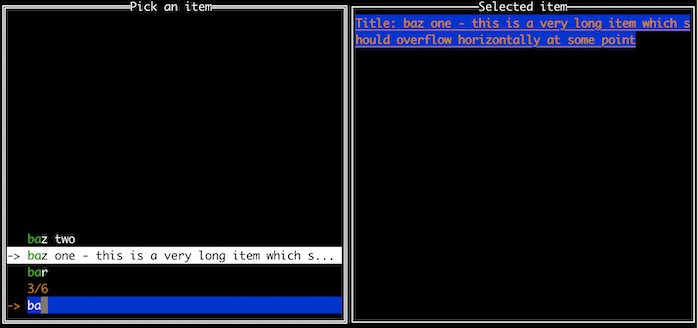 Pick an item
Selected item
Title: baz one - this is a very long item which s
hould overflow horizontally at some point
baz two
-> baz one - this is a very long item which s...
bar
3/6
-> ba